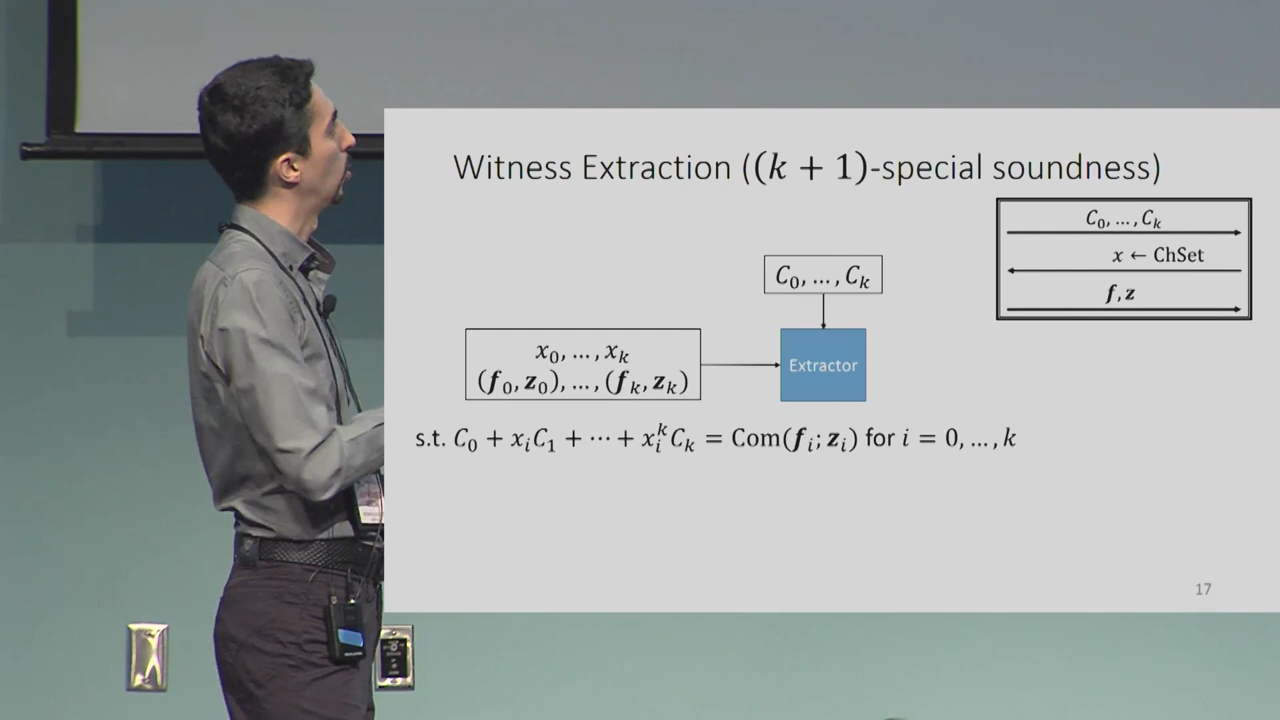 Witness Extraction ((k + 1)-special soundness)
C₀, … , Cₖ
x ← ChSet
f, z
C₀, … , Cₖ
x₀, … , xₖ
(f₀, z₀), … , (fₖ, zₖ)
Extractor
s.t. C₀ + xᵢC₁ + ⋯ + xᵢᵏCₖ = Com(fᵢ; zᵢ) for i = 0, … , k
17